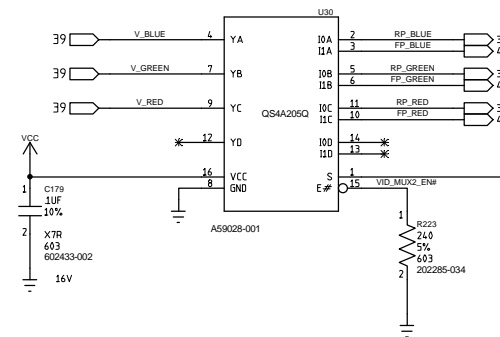 U30
39 V_BLUE 4 YA I0A 2 RP_BLUE
I1A 3 FP_BLUE
39 V_GREEN 7 YB I0B 5 RP_GREEN
I1B 6 FP_GREEN
39 V_RED 9 YC I0C 11 RP_RED
QS4A205Q
I1C 10 FP_RED
12 YD I0D 14
I1D 13
VCC
16 VCC S 1
8 GND E# 15 VID_MUX2_EN#
A59028-001
1 C179
.1UF
10%
2 X7R
603
602433-002
16V
1 R223
240
5%
603
2 202285-034